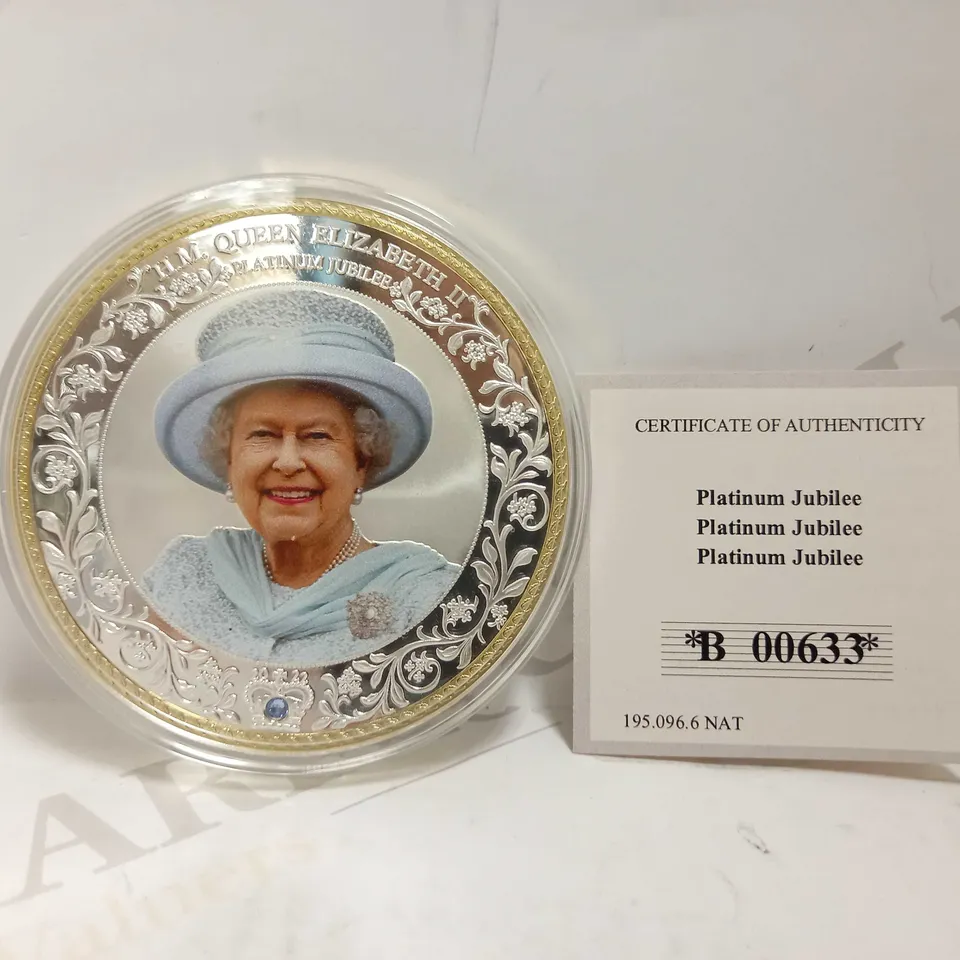 H.M. QUEEN ELIZABETH II
PLATINUM JUBILEE
CERTIFICATE OF AUTHENTICITY
Platinum Jubilee
Platinum Jubilee
Platinum Jubilee
*B 00633*
195.096.6 NAT